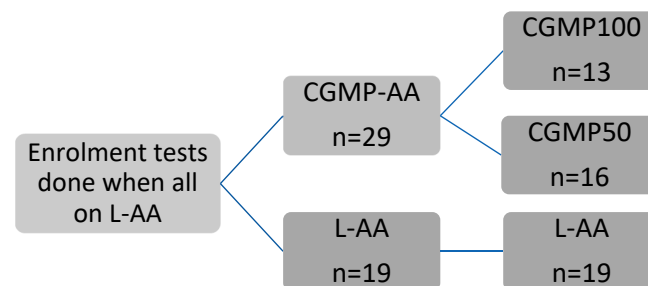 Enrolment tests
done when all
on L-AA
CGMP-AA
n=29
L-AA
n=19
CGMP100
n=13
CGMP50
n=16
L-AA
n=19